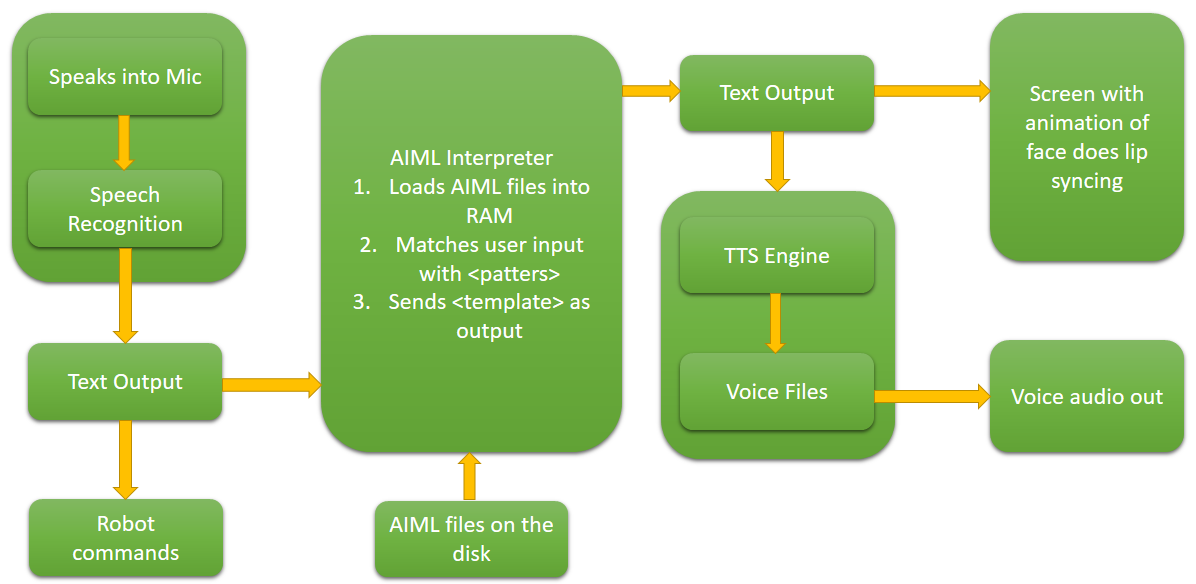 Speaks into Mic
Speech
Recognition
Text Output
Robot
commands
AIML Interpreter
1. Loads AIML files into
RAM
2. Matches user input
with <patters>
3. Sends <template> as
output
AIML files on the
disk
Text Output
TTS Engine
Voice Files
Screen with
animation of
face does lip
syncing
Voice audio out